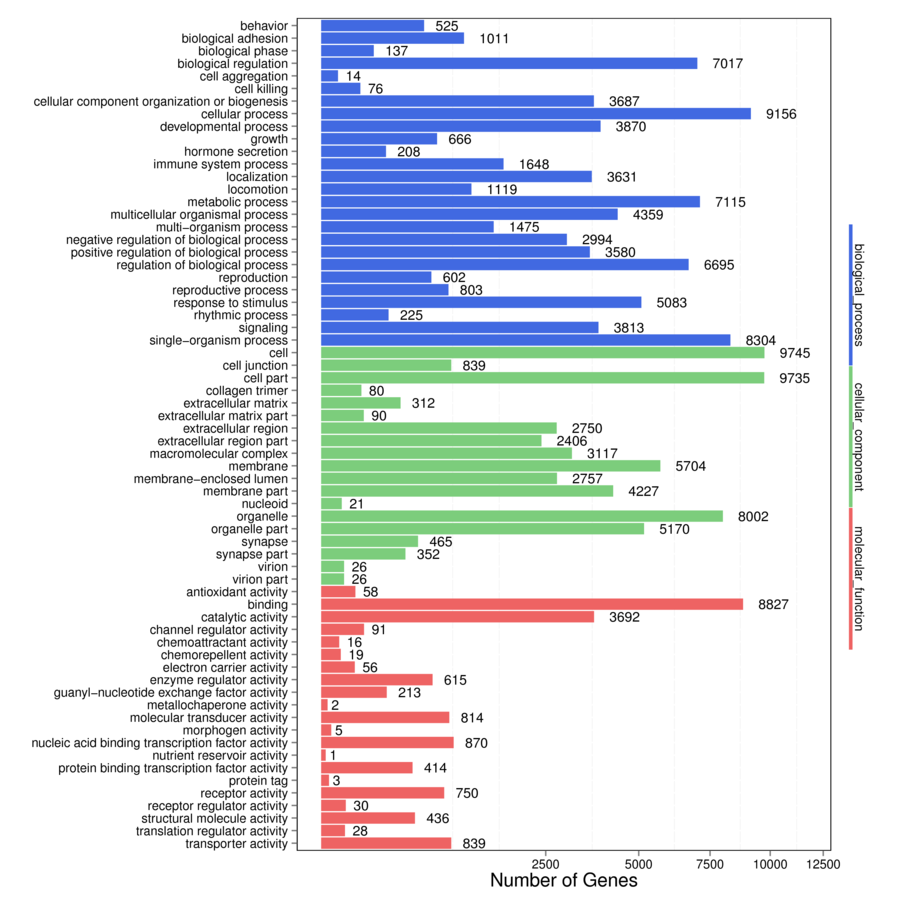 behavior 525
biological adhesion 1011
biological phase 137
biological regulation 7017
cell aggregation 14
cell killing 76
cellular component organization or biogenesis 3687
cellular process 9156
developmental process 3870
growth 666
hormone secretion 208
immune system process 1648
localization 3631
locomotion 1119
metabolic process 7115
multicellular organismal process 4359
multi−organism process 1475
negative regulation of biological process 2994
positive regulation of biological process 3580
regulation of biological process 6695
reproduction 602
reproductive process 803
response to stimulus 5083
rhythmic process 225
signaling 3813
single−organism process 8304
cell 9745
cell junction 839
cell part 9735
collagen trimer 80
extracellular matrix 312
extracellular matrix part 90
extracellular region 2750
extracellular region part 2406
macromolecular complex 3117
membrane 5704
membrane−enclosed lumen 2757
membrane part 4227
nucleoid 21
organelle 8002
organelle part 5170
synapse 465
synapse part 352
virion 26
virion part 26
antioxidant activity 58
binding 8827
catalytic activity 3692
channel regulator activity 91
chemoattractant activity 16
chemorepellent activity 19
electron carrier activity 56
enzyme regulator activity 615
guanyl−nucleotide exchange factor activity 213
metallochaperone activity 2
molecular transducer activity 814
morphogen activity 5
nucleic acid binding transcription factor activity 870
nutrient reservoir activity 1
protein binding transcription factor activity 414
protein tag 3
receptor activity 750
receptor regulator activity 30
structural molecule activity 436
translation regulator activity 28
transporter activity 839
2500 5000 7500 10000 12500
Number of Genes
biological_process
cellular_component
molecular_function